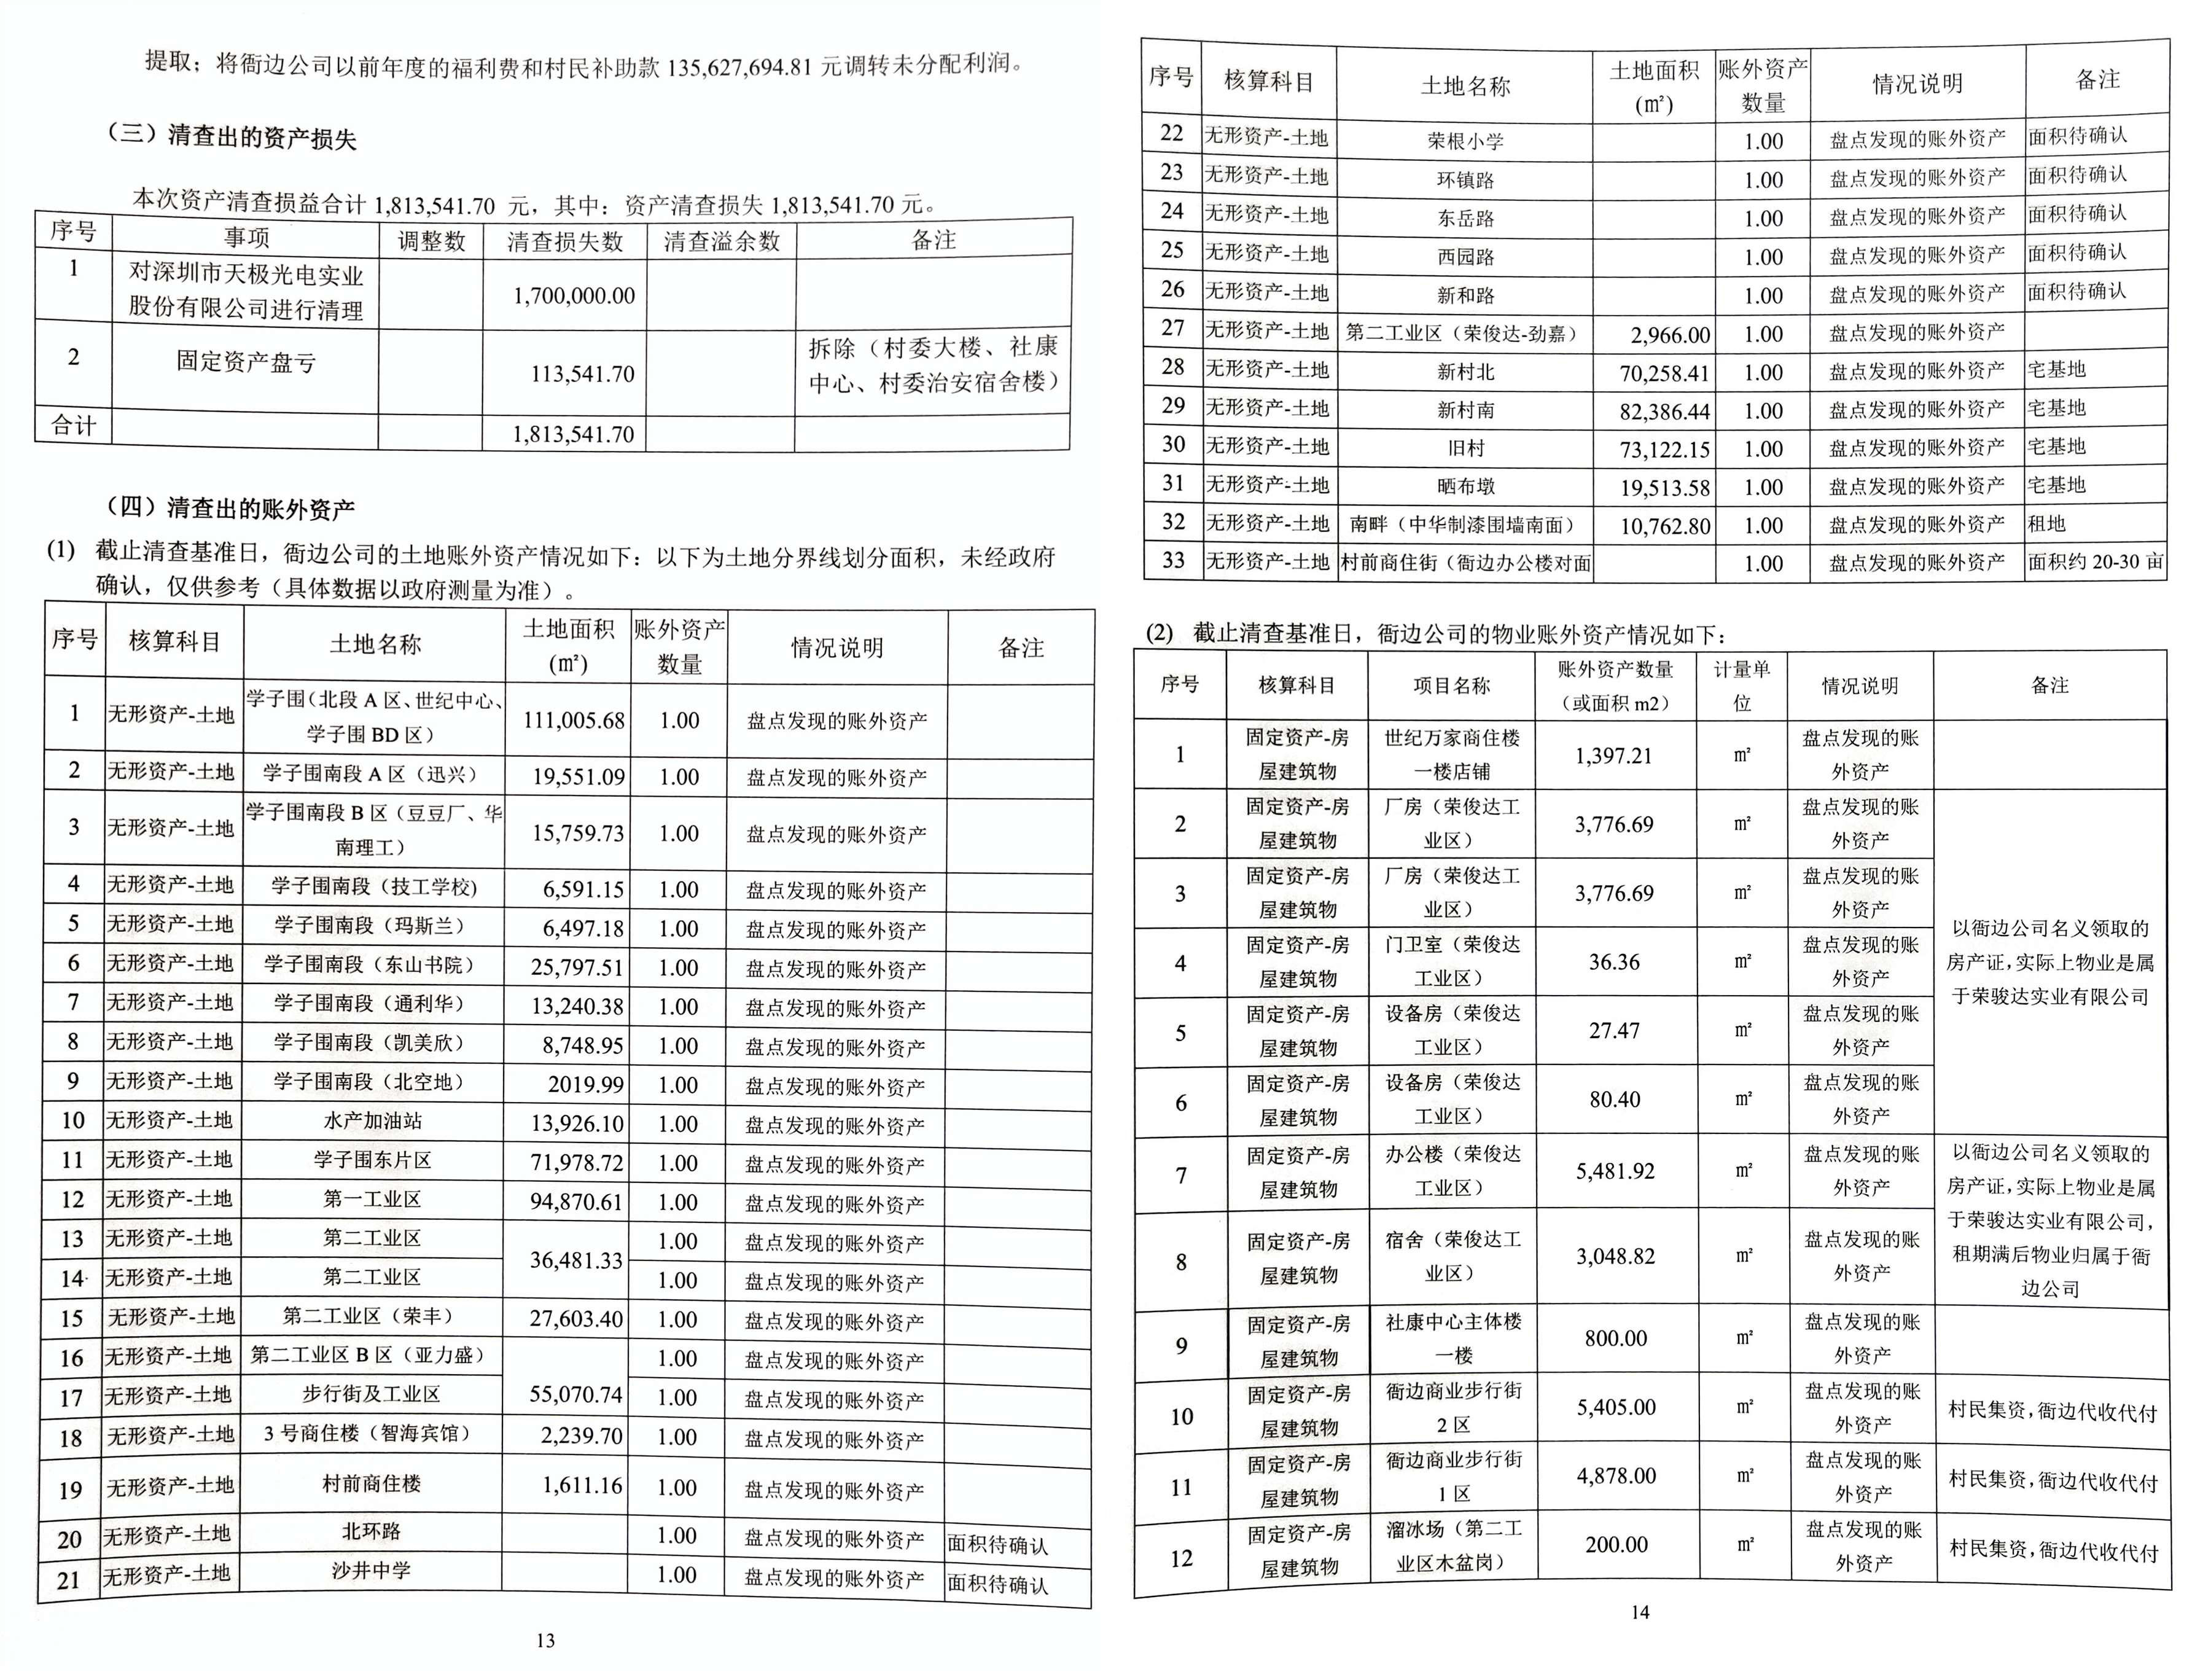 提取；将衙边公司以前年度的福利费和村民补助款 135,627,694.81 元调转未分配利润。
（三）清查出的资产损失
本次资产清查损益合计 1,813,541.70 元，其中：资产清查损失 1,813,541.70 元。
序号 事项 调整数 清查损失数 清查溢余数 备注
1 对深圳市天极光电实业股份有限公司进行清理 1,700,000.00
2 固定资产盘亏 113,541.70 拆除（村委大楼、社康中心、村委治安宿舍楼）
合计 1,813,541.70
（四）清查出的账外资产
(1) 截止清查基准日，衙边公司的土地账外资产情况如下：以下为土地分界线划分面积，未经政府
确认，仅供参考（具体数据以政府测量为准）。
序号 核算科目 土地名称 土地面积(㎡) 账外资产数量 情况说明 备注
1 无形资产-土地 学子围（北段 A 区、世纪中心、学子围 BD 区） 111,005.68 1.00 盘点发现的账外资产
2 无形资产-土地 学子围南段 A 区（迅兴） 19,551.09 1.00 盘点发现的账外资产
3 无形资产-土地 学子围南段 B 区（豆豆厂、华南理工） 15,759.73 1.00 盘点发现的账外资产
4 无形资产-土地 学子围南段（技工学校) 6,591.15 1.00 盘点发现的账外资产
5 无形资产-土地 学子围南段（玛斯兰） 6,497.18 1.00 盘点发现的账外资产
6 无形资产-土地 学子围南段（东山书院） 25,797.51 1.00 盘点发现的账外资产
7 无形资产-土地 学子围南段（通利华） 13,240.38 1.00 盘点发现的账外资产
8 无形资产-土地 学子围南段（凯美欣） 8,748.95 1.00 盘点发现的账外资产
9 无形资产-土地 学子围南段（北空地） 2019.99 1.00 盘点发现的账外资产
10 无形资产-土地 水产加油站 13,926.10 1.00 盘点发现的账外资产
11 无形资产-土地 学子围东片区 71,978.72 1.00 盘点发现的账外资产
12 无形资产-土地 第一工业区 94,870.61 1.00 盘点发现的账外资产
13 无形资产-土地 第二工业区 36,481.33 1.00 盘点发现的账外资产
14 无形资产-土地 第二工业区 1.00 盘点发现的账外资产
15 无形资产-土地 第二工业区（荣丰） 27,603.40 1.00 盘点发现的账外资产
16 无形资产-土地 第二工业区 B 区（亚力盛） 1.00 盘点发现的账外资产
17 无形资产-土地 步行街及工业区 55,070.74 1.00 盘点发现的账外资产
18 无形资产-土地 3 号商住楼（智海宾馆） 2,239.70 1.00 盘点发现的账外资产
19 无形资产-土地 村前商住楼 1,611.16 1.00 盘点发现的账外资产
20 无形资产-土地 北环路 1.00 盘点发现的账外资产 面积待确认
21 无形资产-土地 沙井中学 1.00 盘点发现的账外资产 面积待确认
13
序号 核算科目 土地名称 土地面积(㎡) 账外资产数量 情况说明 备注
22 无形资产-土地 荣根小学 1.00 盘点发现的账外资产 面积待确认
23 无形资产-土地 环镇路 1.00 盘点发现的账外资产 面积待确认
24 无形资产-土地 东岳路 1.00 盘点发现的账外资产 面积待确认
25 无形资产-土地 西园路 1.00 盘点发现的账外资产 面积待确认
26 无形资产-土地 新和路 1.00 盘点发现的账外资产 面积待确认
27 无形资产-土地 第二工业区（荣俊达-劲嘉） 2,966.00 1.00 盘点发现的账外资产
28 无形资产-土地 新村北 70,258.41 1.00 盘点发现的账外资产 宅基地
29 无形资产-土地 新村南 82,386.44 1.00 盘点发现的账外资产 宅基地
30 无形资产-土地 旧村 73,122.15 1.00 盘点发现的账外资产 宅基地
31 无形资产-土地 晒布墩 19,513.58 1.00 盘点发现的账外资产 宅基地
32 无形资产-土地 南畔（中华制漆围墙南面） 10,762.80 1.00 盘点发现的账外资产 租地
33 无形资产-土地 村前商住街（衙边办公楼对面 1.00 盘点发现的账外资产 面积约 20-30 亩
(2) 截止清查基准日，衙边公司的物业账外资产情况如下：
序号 核算科目 项目名称 账外资产数量（或面积 m2） 计量单位 情况说明 备注
1 固定资产-房屋建筑物 世纪万家商住楼一楼店铺 1,397.21 ㎡ 盘点发现的账外资产
2 固定资产-房屋建筑物 厂房（荣俊达工业区） 3,776.69 ㎡ 盘点发现的账外资产 以衙边公司名义领取的房产证，实际上物业是属于荣骏达实业有限公司
3 固定资产-房屋建筑物 厂房（荣俊达工业区） 3,776.69 ㎡ 盘点发现的账外资产
4 固定资产-房屋建筑物 门卫室（荣俊达工业区） 36.36 ㎡ 盘点发现的账外资产
5 固定资产-房屋建筑物 设备房（荣俊达工业区） 27.47 ㎡ 盘点发现的账外资产
6 固定资产-房屋建筑物 设备房（荣俊达工业区） 80.40 ㎡ 盘点发现的账外资产
7 固定资产-房屋建筑物 办公楼（荣俊达工业区） 5,481.92 ㎡ 盘点发现的账外资产 以衙边公司名义领取的房产证，实际上物业是属于荣骏达实业有限公司，租期满后物业归属于衙边公司
8 固定资产-房屋建筑物 宿舍（荣俊达工业区） 3,048.82 ㎡ 盘点发现的账外资产
9 固定资产-房屋建筑物 社康中心主体楼一楼 800.00 ㎡ 盘点发现的账外资产
10 固定资产-房屋建筑物 衙边商业步行街 2 区 5,405.00 ㎡ 盘点发现的账外资产 村民集资，衙边代收代付
11 固定资产-房屋建筑物 衙边商业步行街 1 区 4,878.00 ㎡ 盘点发现的账外资产 村民集资，衙边代收代付
12 固定资产-房屋建筑物 溜冰场（第二工业区木盆岗） 200.00 ㎡ 盘点发现的账外资产 村民集资，衙边代收代付
14